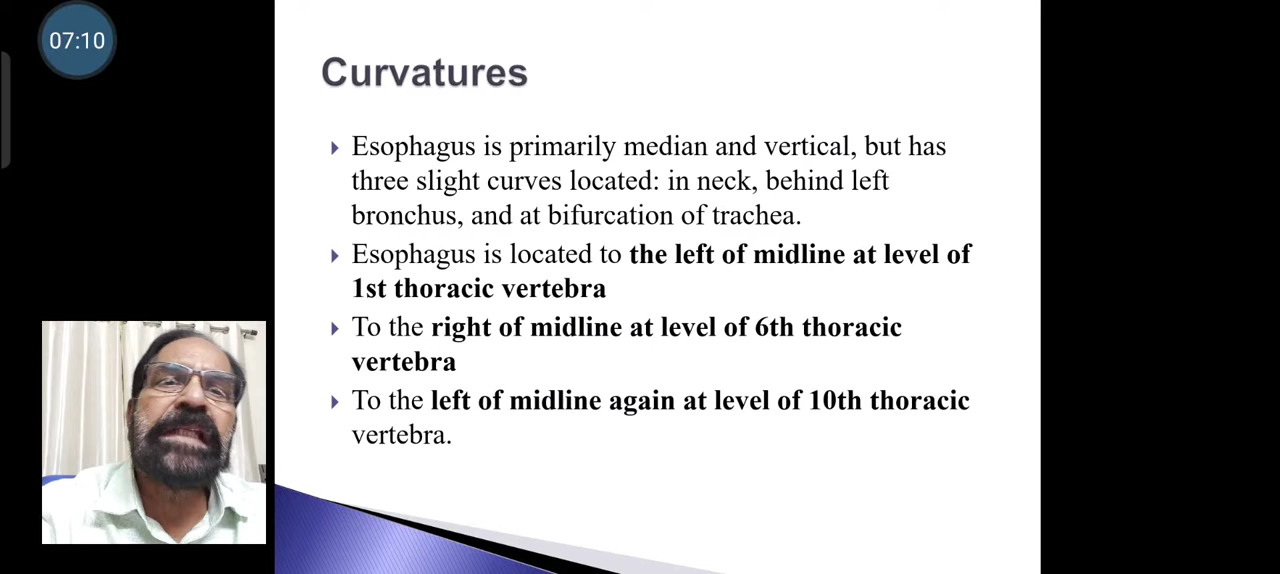 07:10
Curvatures
Esophagus is primarily median and vertical, but has
three slight curves located: in neck, behind left
bronchus, and at bifurcation of trachea.
Esophagus is located to the left of midline at level of
1st thoracic vertebra
To the right of midline at level of 6th thoracic
vertebra
To the left of midline again at level of 10th thoracic
vertebra.